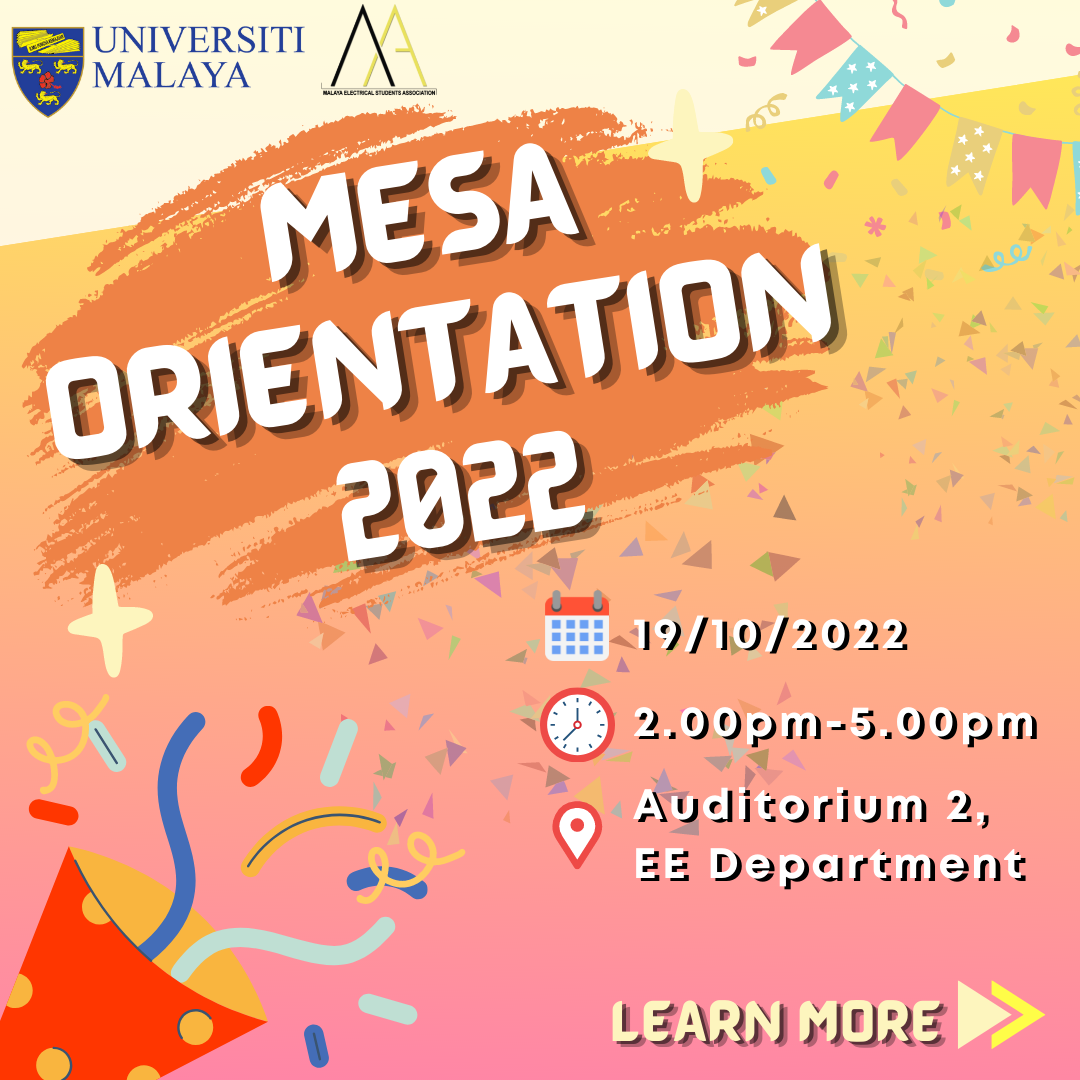 UNIVERSITI
MALAYA
MALAYA ELECTRICAL STUDENTS ASSOCIATION
MESA
ORIENTATION
2022
19/10/2022
2.00pm-5.00pm
Auditorium 2,
EE Department
LEARN MORE